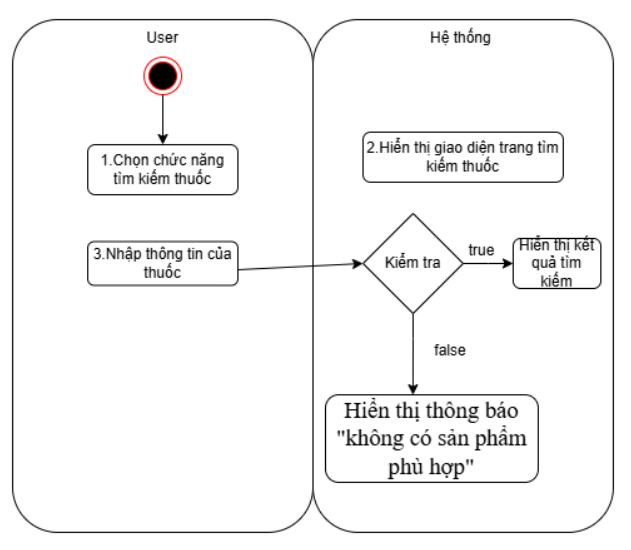 User
Hệ thống
1.Chọn chức năng
tìm kiếm thuốc
2.Hiển thị giao diện trang tìm
kiếm thuốc
3.Nhập thông tin của
thuốc
Kiểm tra
true
Hiển thị kết
quả tìm
kiếm
false
Hiển thị thông báo
"không có sản phẩm
phù hợp"